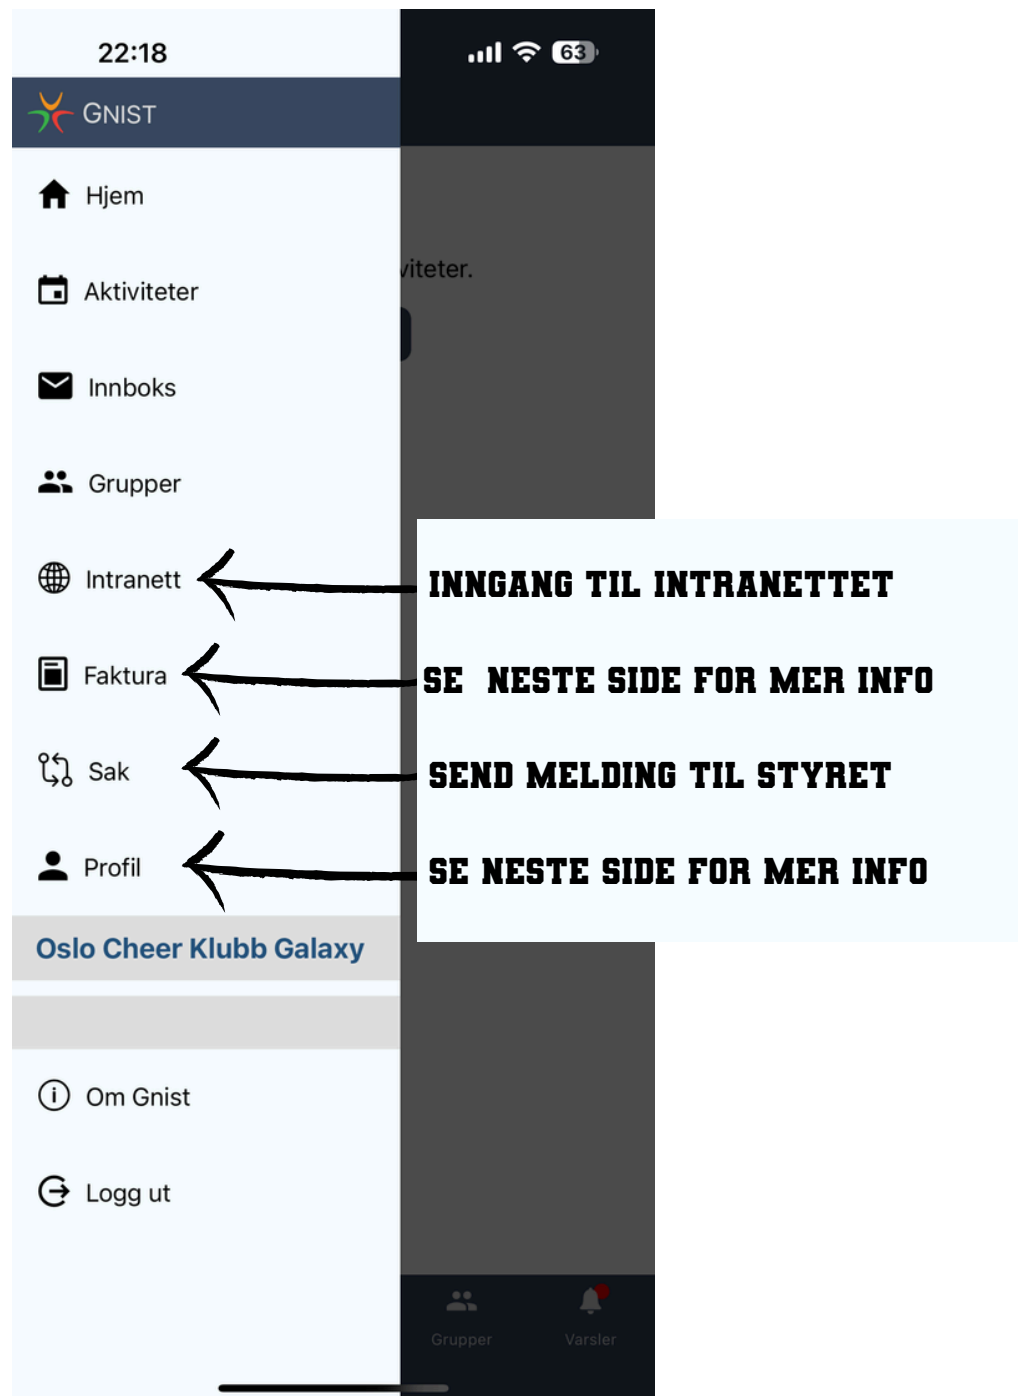 22:18
63
GNIST
Hjem
viteter.
Aktiviteter
Innboks
Grupper
Intranett
INNGANG TIL INTRANETTET
Faktura
SE NESTE SIDE FOR MER INFO
Sak
SEND MELDING TIL STYRET
Profil
SE NESTE SIDE FOR MER INFO
Oslo Cheer Klubb Galaxy
Om Gnist
Logg ut
Grupper
Varsler